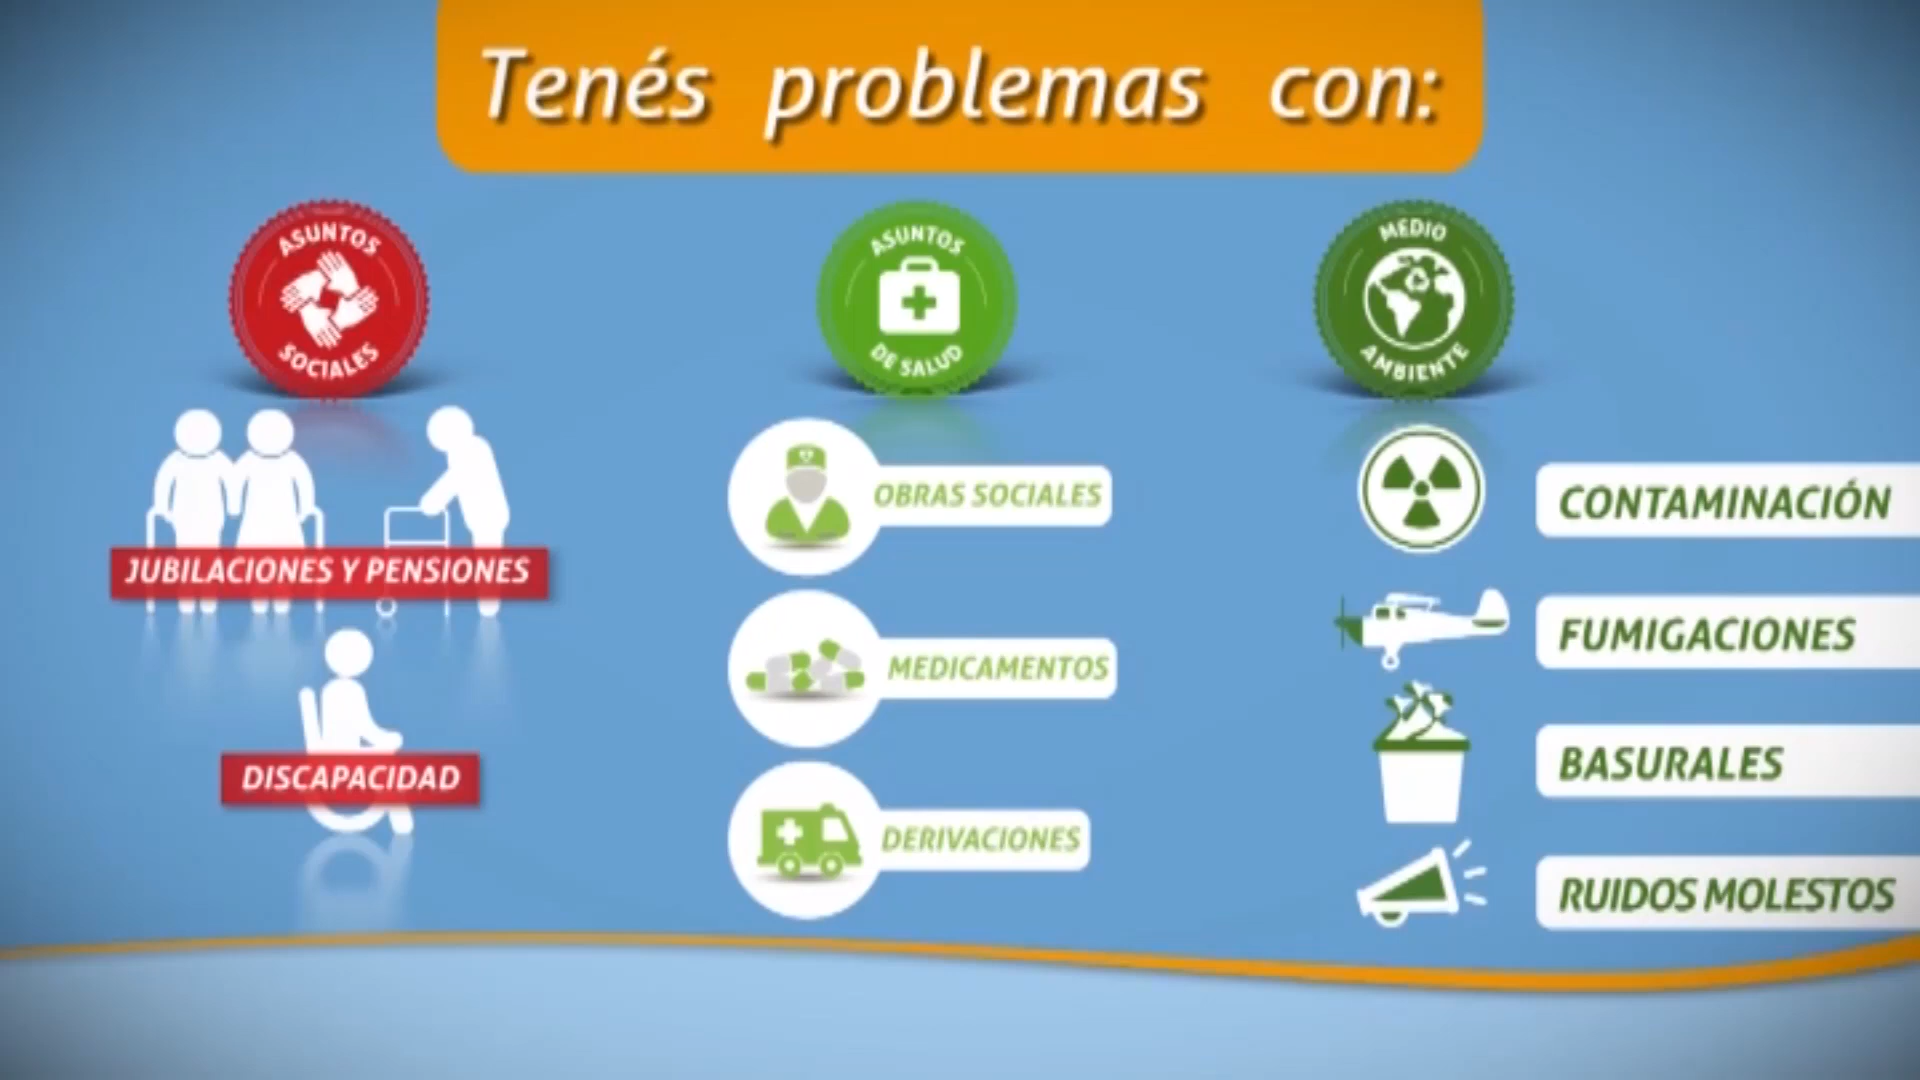 Tenés problemas con:
ASUNTOS
SOCIALES
JUBILACIONES Y PENSIONES
DISCAPACIDAD
ASUNTOS
DE SALUD
OBRAS SOCIALES
MEDICAMENTOS
DERIVACIONES
MEDIO
AMBIENTE
CONTAMINACIÓN
FUMIGACIONES
BASURALES
RUIDOS MOLESTOS